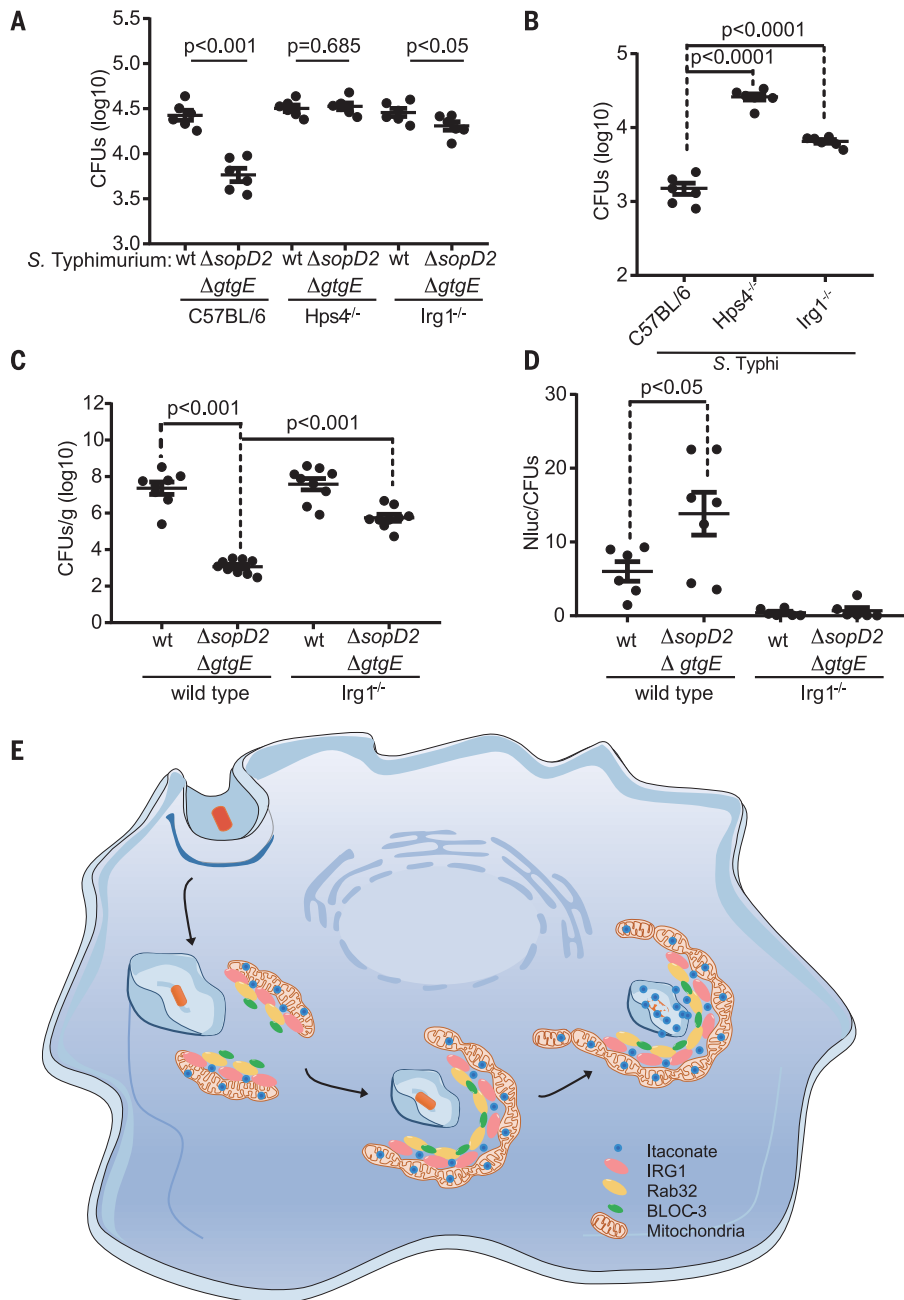 A
p<0.001 p=0.685 p<0.05
CFUs (log10)
5.5
5.0
4.5
4.0
3.5
3.0
S. Typhimurium: wt ΔsopD2 wt ΔsopD2 wt ΔsopD2
ΔgtgE ΔgtgE ΔgtgE
C57BL/6 Hps4-/- Irg1-/-
B
p<0.0001
p<0.0001
CFUs (log10)
5
4
3
2
C57BL/6 Hps4-/- Irg1-/-
S. Typhi
C
p<0.001
p<0.001
CFUs/g (log10)
12
10
8
6
4
2
0
wt ΔsopD2 wt ΔsopD2
ΔgtgE ΔgtgE
wild type Irg1-/-
D
p<0.05
Nluc/CFUs
30
20
10
0
wt ΔsopD2 wt ΔsopD2
Δ gtgE ΔgtgE
wild type Irg1-/-
E
Itaconate
IRG1
Rab32
BLOC-3
Mitochondria